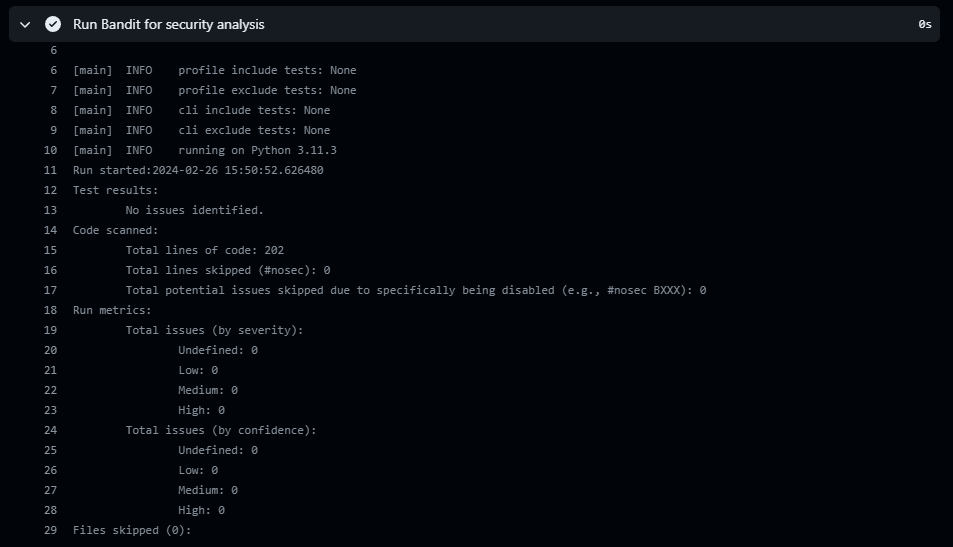 Run Bandit for security analysis 0s
6
6 [main]  INFO    profile include tests: None
7 [main]  INFO    profile exclude tests: None
8 [main]  INFO    cli include tests: None
9 [main]  INFO    cli exclude tests: None
10 [main]  INFO    running on Python 3.11.3
11 Run started:2024-02-26 15:50:52.626480
12 Test results:
13         No issues identified.
14 Code scanned:
15         Total lines of code: 202
16         Total lines skipped (#nosec): 0
17         Total potential issues skipped due to specifically being disabled (e.g., #nosec BXXX): 0
18 Run metrics:
19         Total issues (by severity):
20                 Undefined: 0
21                 Low: 0
22                 Medium: 0
23                 High: 0
24         Total issues (by confidence):
25                 Undefined: 0
26                 Low: 0
27                 Medium: 0
28                 High: 0
29 Files skipped (0):